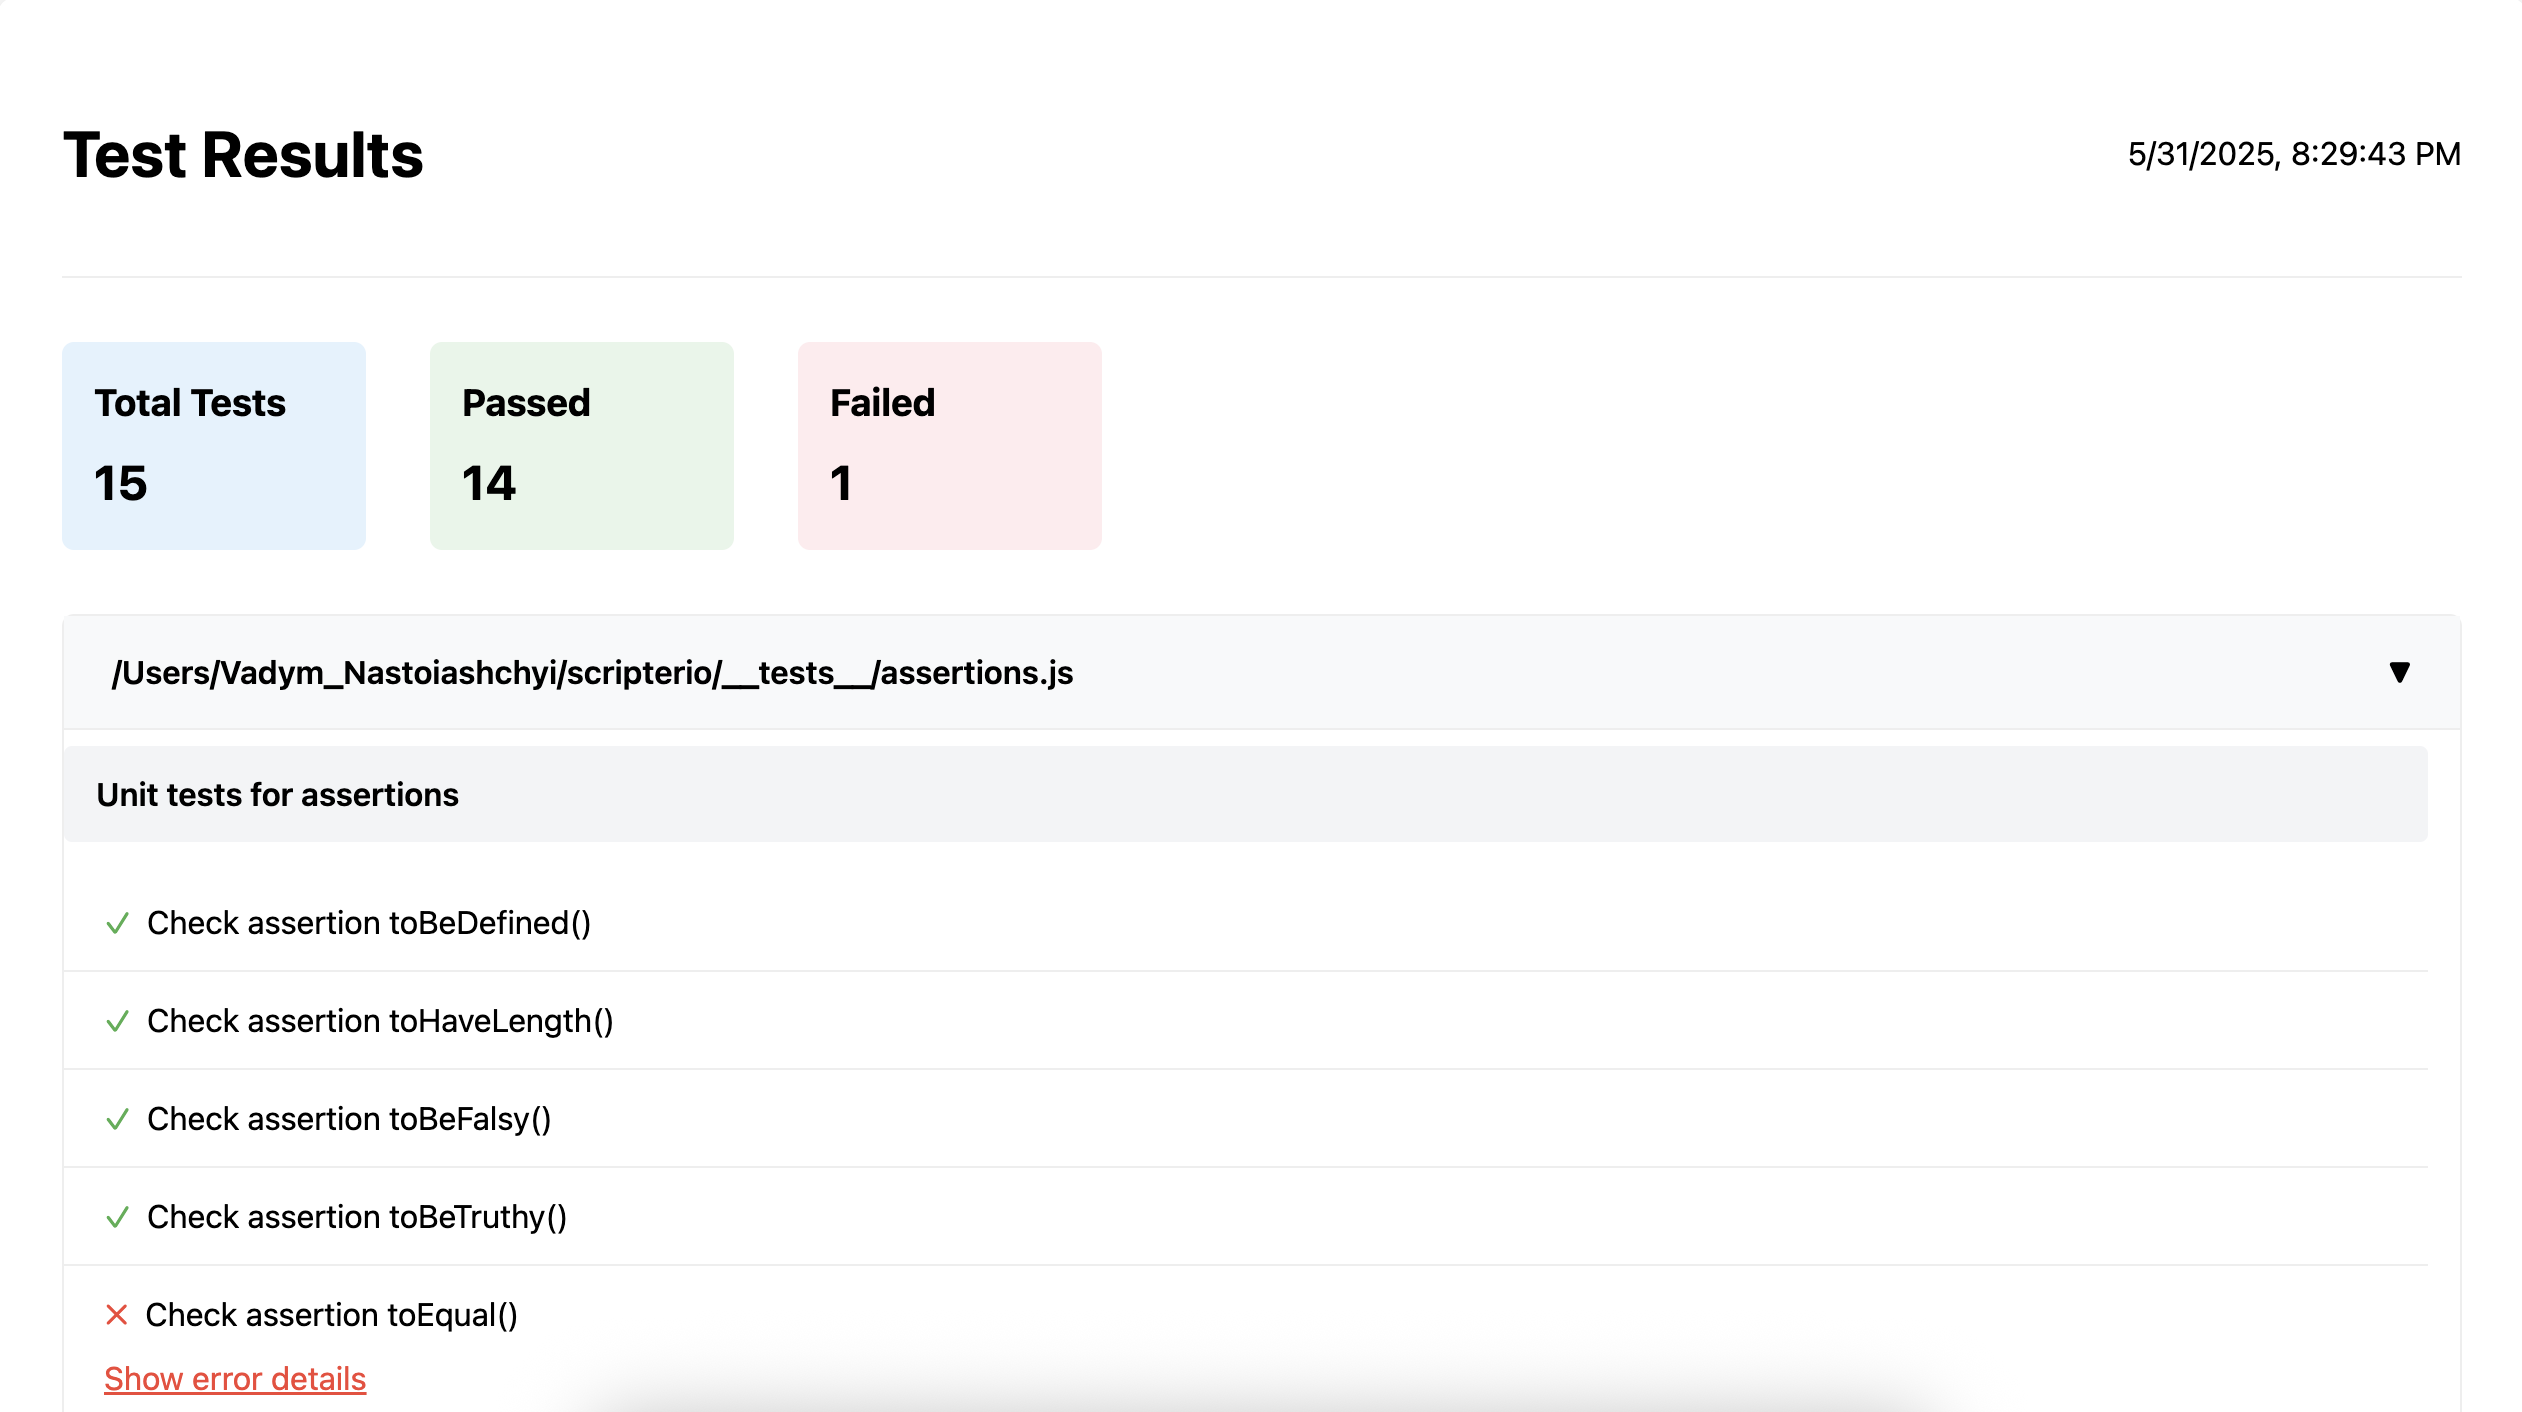 Test Results
5/31/2025, 8:29:43 PM
Total Tests
15
Passed
14
Failed
1
/Users/Vadym_Nastoiashchyi/scripterio/__tests__/assertions.js
Unit tests for assertions
Check assertion toBeDefined()
Check assertion toHaveLength()
Check assertion toBeFalsy()
Check assertion toBeTruthy()
Check assertion toEqual()
Show error details